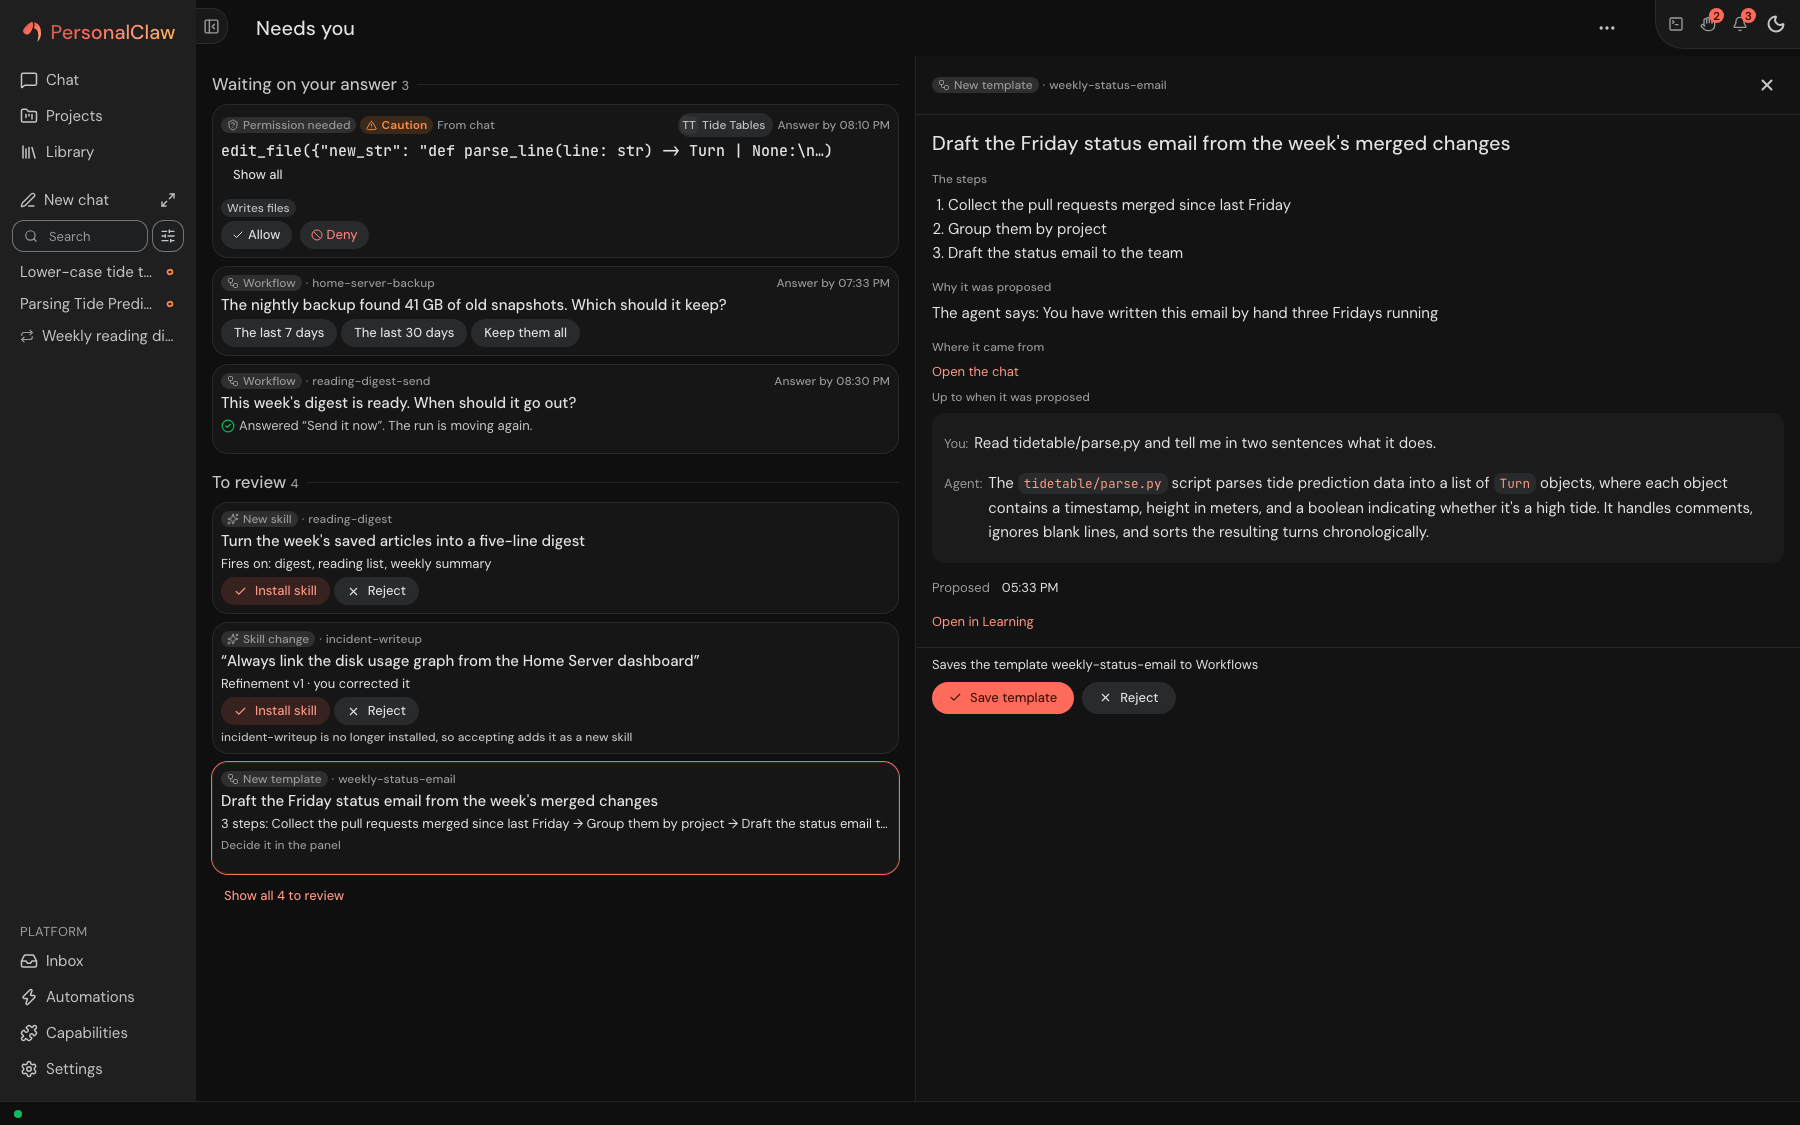 PersonalClaw
Chat
Projects
Library
New chat
Search
Lower-case tide t...
Parsing Tide Predi...
Weekly reading di...
PLATFORM
Inbox
Automations
Capabilities
Settings
Needs you
2
3
Waiting on your answer 3
Permission needed Caution From chat TT Tide Tables Answer by 08:10 PM
edit_file({"new_str": "def parse_line(line: str) -> Turn | None:\n…)
Show all
Writes files
Allow Deny
Workflow · home-server-backup Answer by 07:33 PM
The nightly backup found 41 GB of old snapshots. Which should it keep?
The last 7 days The last 30 days Keep them all
Workflow · reading-digest-send Answer by 08:30 PM
This week's digest is ready. When should it go out?
Answered “Send it now”. The run is moving again.
To review 4
New skill · reading-digest
Turn the week's saved articles into a five-line digest
Fires on: digest, reading list, weekly summary
Install skill Reject
Skill change · incident-writeup
“Always link the disk usage graph from the Home Server dashboard”
Refinement v1 · you corrected it
Install skill Reject
incident-writeup is no longer installed, so accepting adds it as a new skill
New template · weekly-status-email
Draft the Friday status email from the week's merged changes
3 steps: Collect the pull requests merged since last Friday → Group them by project → Draft the status email t...
Decide it in the panel
Show all 4 to review
New template · weekly-status-email
Draft the Friday status email from the week's merged changes
The steps
1. Collect the pull requests merged since last Friday
2. Group them by project
3. Draft the status email to the team
Why it was proposed
The agent says: You have written this email by hand three Fridays running
Where it came from
Open the chat
Up to when it was proposed
You: Read tidetable/parse.py and tell me in two sentences what it does.
Agent: The tidetable/parse.py script parses tide prediction data into a list of Turn objects, where each object
contains a timestamp, height in meters, and a boolean indicating whether it's a high tide. It handles comments,
ignores blank lines, and sorts the resulting turns chronologically.
Proposed 05:33 PM
Open in Learning
Saves the template weekly-status-email to Workflows
Save template Reject